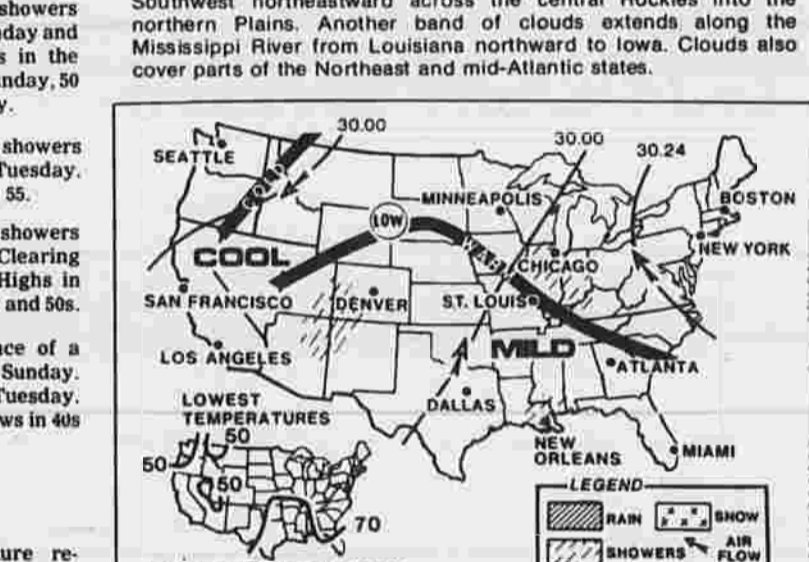 showers
day and
s in the
nday, 50
y.
showers
Tuesday.
55.
showers
Clearing
Highs in
and 50s.
nce of a
Sunday.
Tuesday.
ws in 40s
ure re-
Southwest northeastward across the central Rockies into the
northern Plains. Another band of clouds extends along the
Mississippi River from Louisiana northward to Iowa. Clouds also
cover parts of the Northeast and mid-Atlantic states.
30.00
30.00
30.24
SEATTLE
COLD
MINNEAPOLIS
BOSTON
LOW
NEW YORK
COOL
WARM
CHICAGO
SAN FRANCISCO
DENVER
ST. LOUIS
LOS ANGELES
MILD
ATLANTA
DALLAS
NEW
ORLEANS
MIAMI
LOWEST
TEMPERATURES
50
50
50
70
LEGEND
RAIN
SNOW
SHOWERS
AIR
FLOW